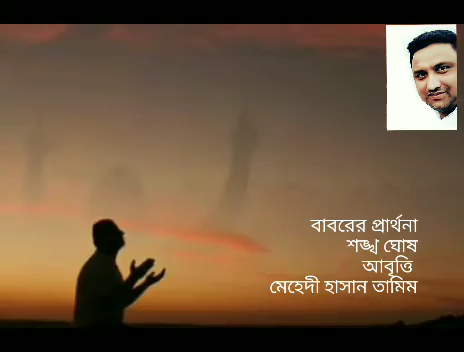 বাবরের প্রার্থনা
শঙ্খ ঘোষ
আবৃত্তি
মেহেদী হাসান তামিম